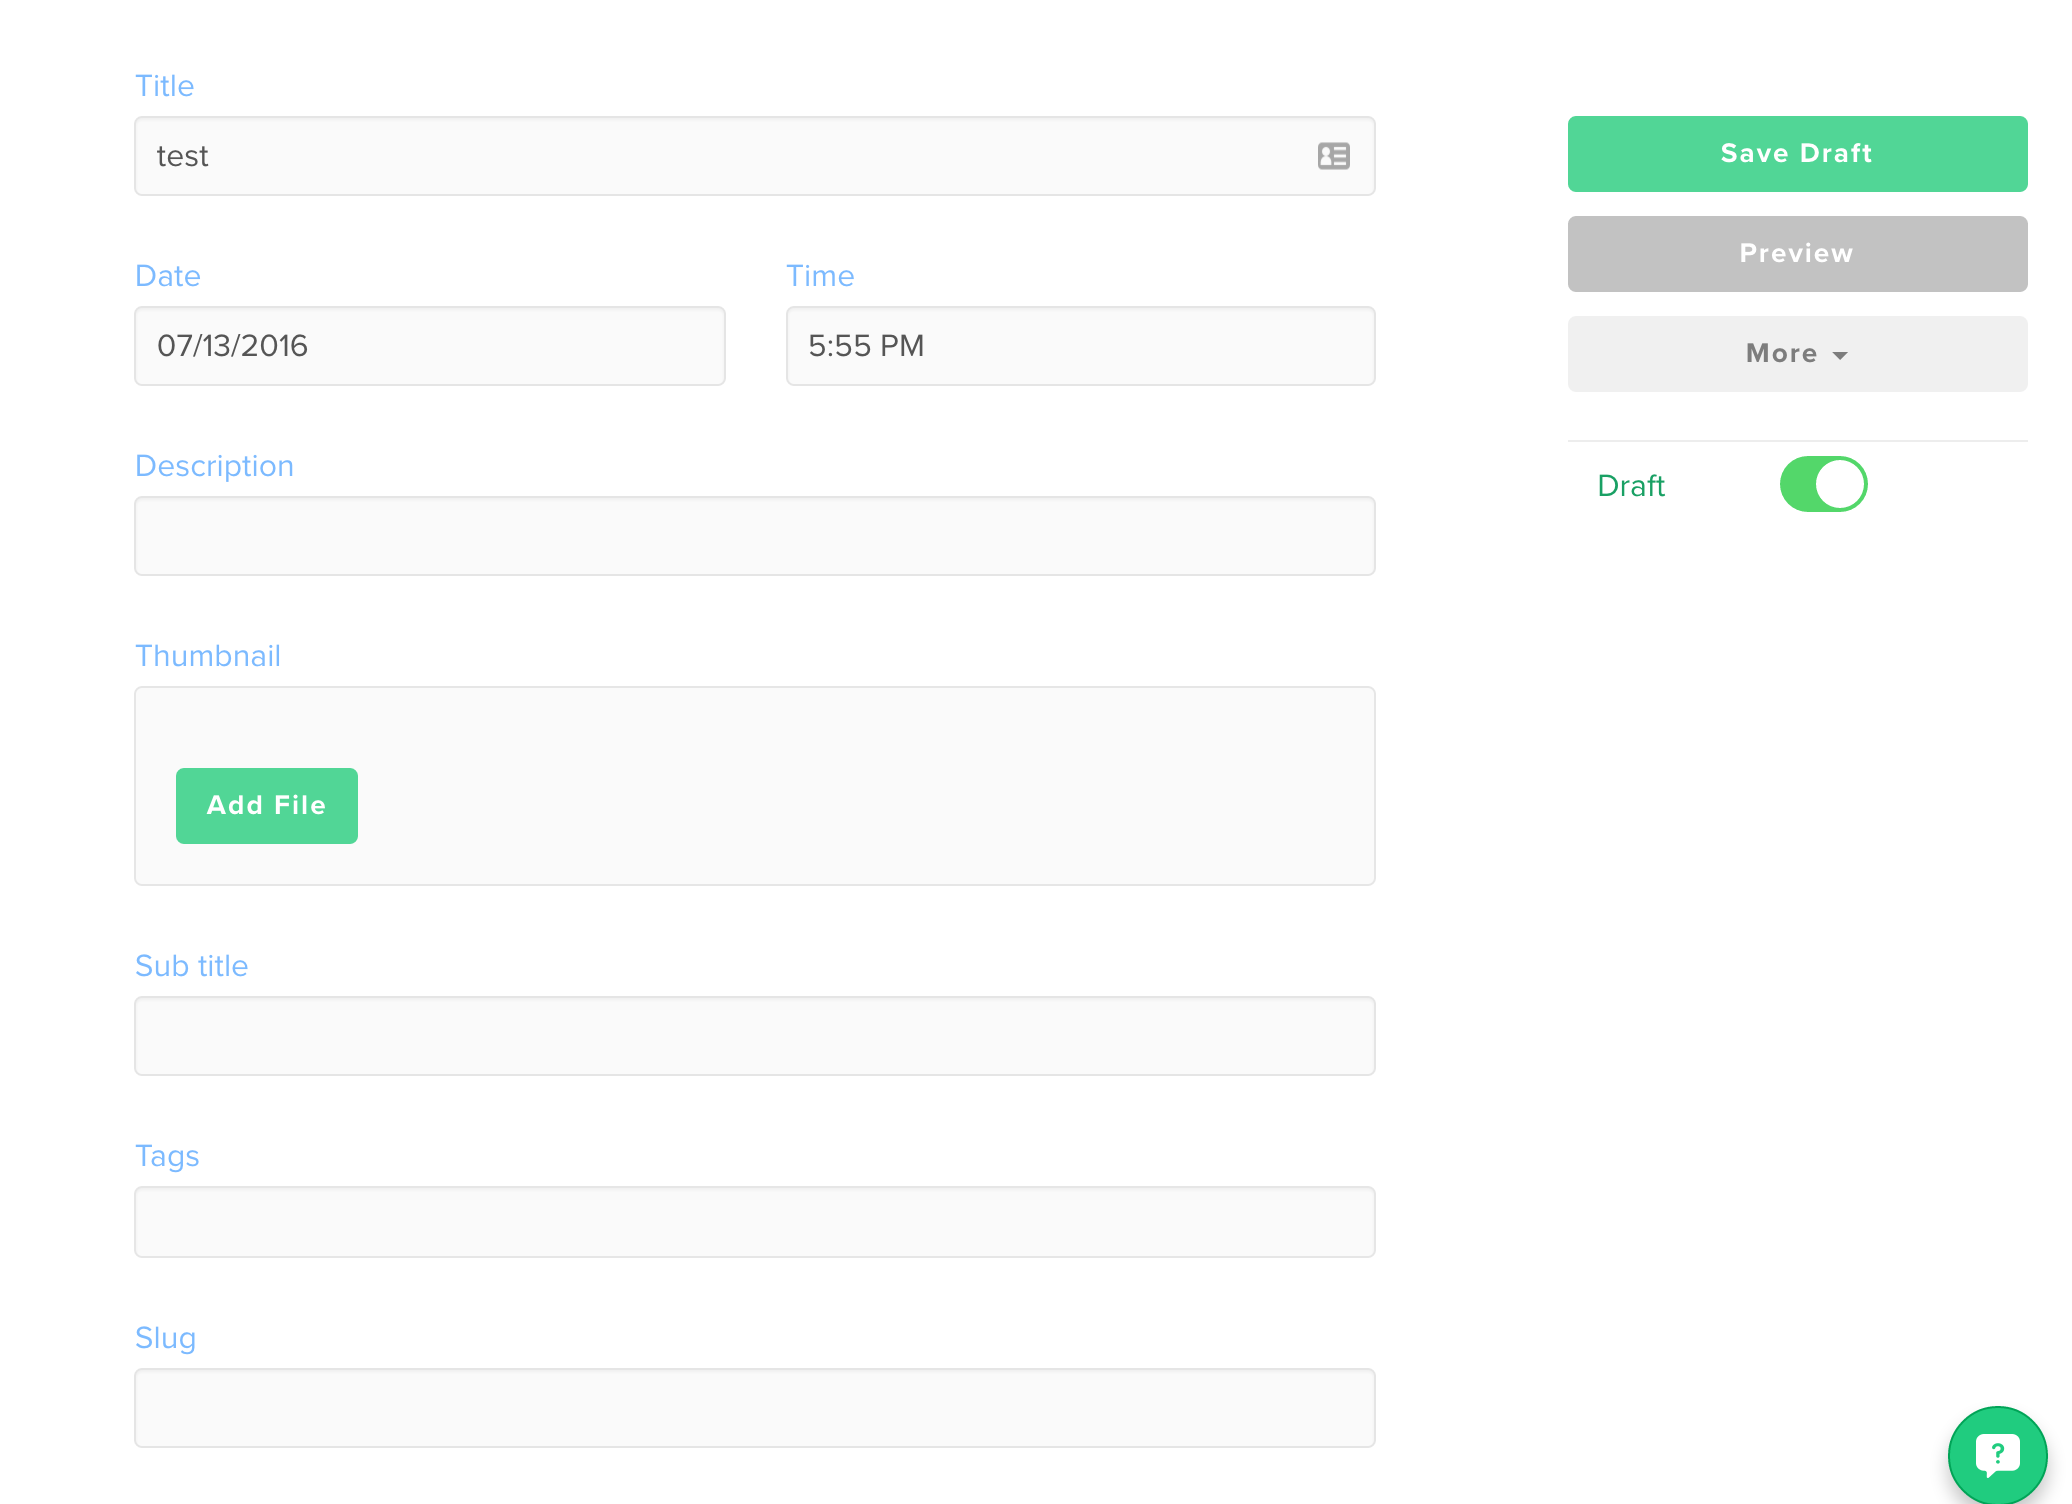 Title
test
Save Draft
Preview
Date
Time
07/13/2016
5:55 PM
More
Description
Draft
Thumbnail
Add File
Sub title
Tags
Slug
?